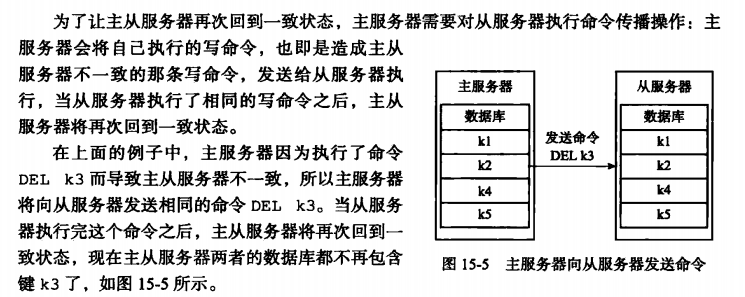 为了让主从服务器再次回到一致状态，主服务器需要对从服务器执行命令传播操作：主
服务器会将自己执行的写命令，也即是造成主从
服务器不一致的那条写命令，发送给从服务器执
行，当从服务器执行了相同的写命令之后，主从
服务器将再次回到一致状态。
在上面的例子中，主服务器因为执行了命令
DEL k3 而导致主从服务器不一致，所以主服务器
将向从服务器发送相同的命令 DEL k3。当从服务
器执行完这个命令之后，主从服务器将再次回到一
致状态，现在主从服务器两者的数据库都不再包含
键 k3 了，如图 15-5 所示。
主服务器
数据库
k1
k2
k4
k5
发送命令
DEL k3
从服务器
数据库
k1
k2
k4
k5
图 15-5 主服务器向从服务器发送命令